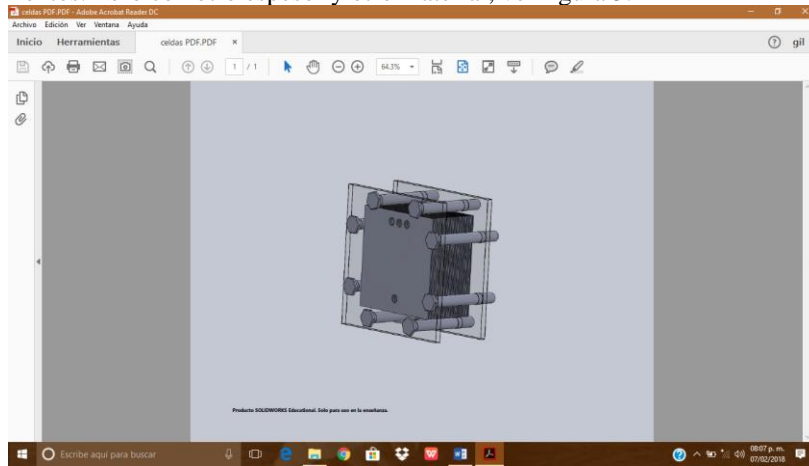 celdas PDF.PDF - Adobe Acrobat Reader DC
Archivo Edición Ver Ventana Ayuda
Inicio Herramientas celdas PDF.PDF × ? gil
1 / 1 64.3%
Producto SOLIDWORKS Educational. Solo para uso en la enseñanza.
Escribe aquí para buscar
08:07 p. m.
07/02/2018